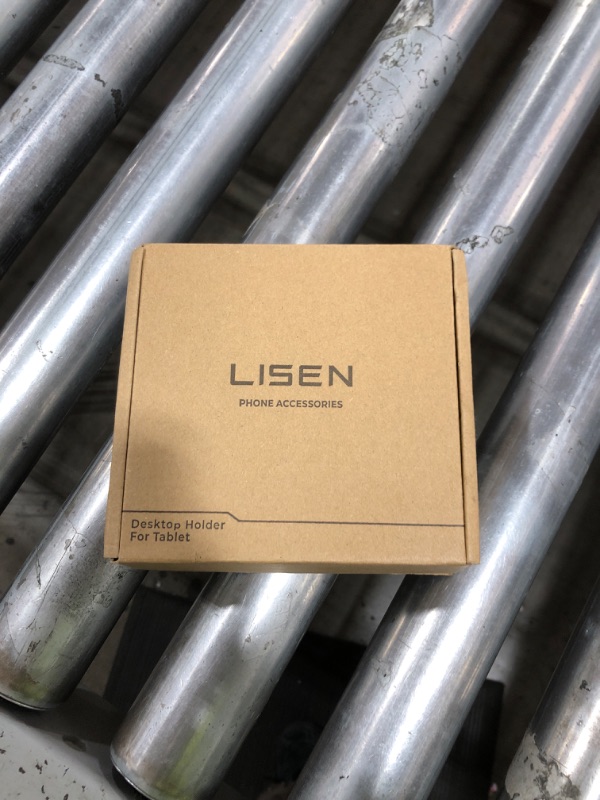 LISEN
PHONE ACCESSORIES
Desktop Holder
For Tablet